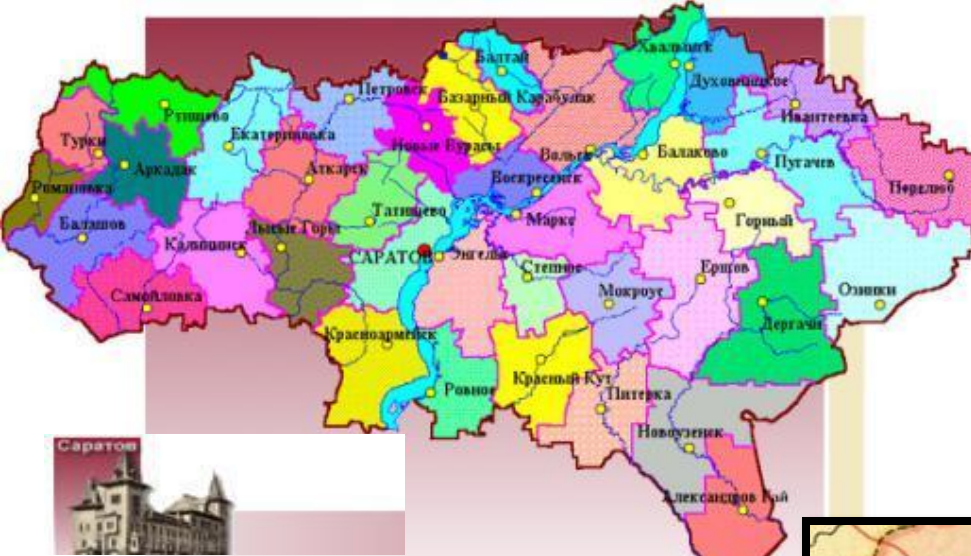 Хвалынск
Балтай
Духовницкое
Петровск
Базарный Карабулак
Ртищево
Ивантеевка
Турки
Екатериновка
Новые Бурасы
Вольск
Балаково
Пугачев
Аркадак
Аткарск
Воскресенск
Перелюб
Романовка
Татищево
Маркс
Горный
Балашов
Калининск
Лысые Горы
САРАТОВ
Энгельс
Степное
Ершов
Самойловка
Мокроус
Озинки
Красноармейск
Дергачи
Ровное
Красный Кут
Питерка
Новоузенск
Александров Гай
Саратов